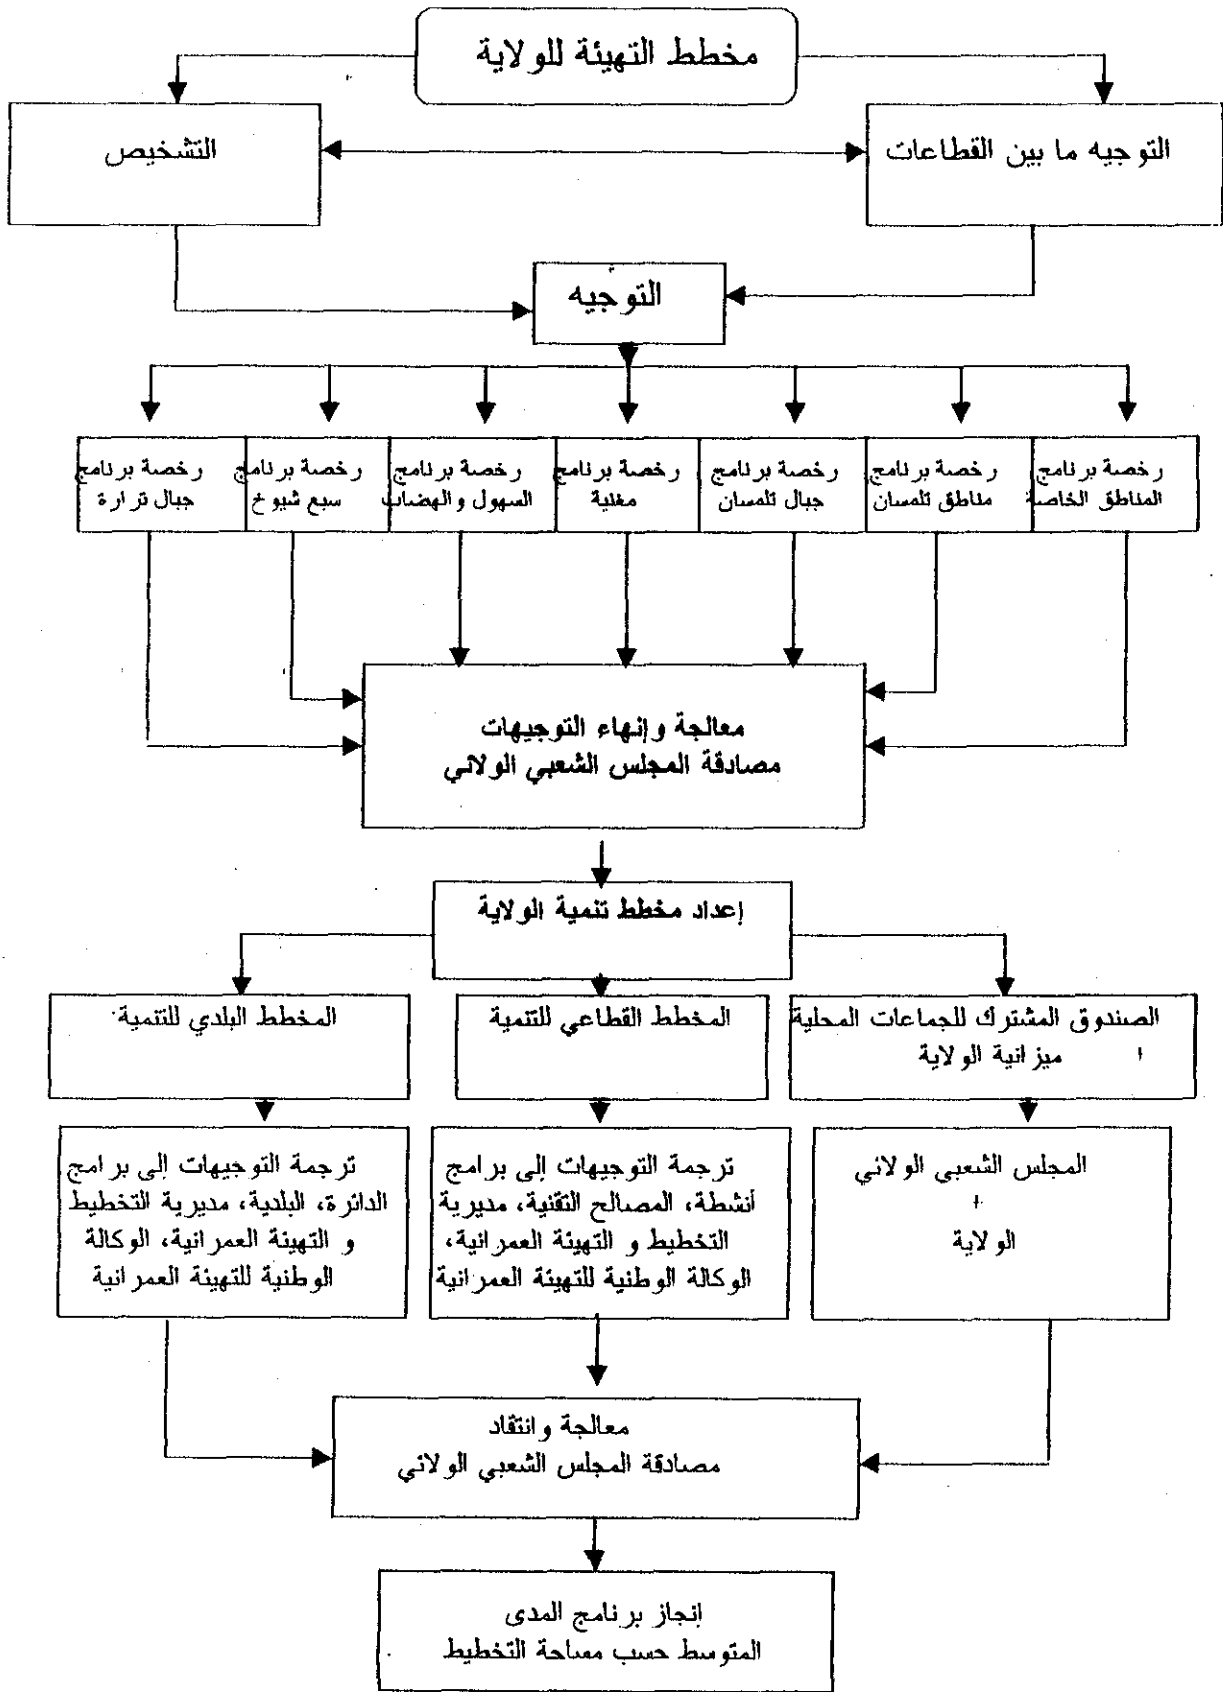 مخطط التهيئة للولاية
التوجيه ما بين القطاعات
التشخيص
التوجيه
رخصة برنامج
المناطق الخاصة
رخصة برنامج
مناطق تلمسان
رخصة برنامج
جبال تلمسان
رخصة برنامج
مغنية
رخصة برنامج
السهول والهضاب
رخصة برنامج
سبع شيوخ
رخصة برنامج
جبال ترارة
معالجة وإنهاء التوجيهات
مصادقة المجلس الشعبي الولائي
إعداد مخطط تنمية الولاية
الصندوق المشترك للجماعات المحلية
ميزانية الولاية
المخطط القطاعي للتنمية
المخطط البلدي للتنمية
المجلس الشعبي الولائي
+
الولاية
ترجمة التوجيهات إلى برامج
أنشطة، المصالح التقنية، مديرية
التخطيط و التهيئة العمرانية،
الوكالة الوطنية للتهيئة العمرانية
ترجمة التوجيهات إلى برامج
الدائرة، البلدية، مديرية التخطيط
و التهيئة العمرانية، الوكالة
الوطنية للتهيئة العمرانية
معالجة وانتقاد
مصادقة المجلس الشعبي الولائي
إنجاز برنامج المدى
المتوسط حسب مساحة التخطيط